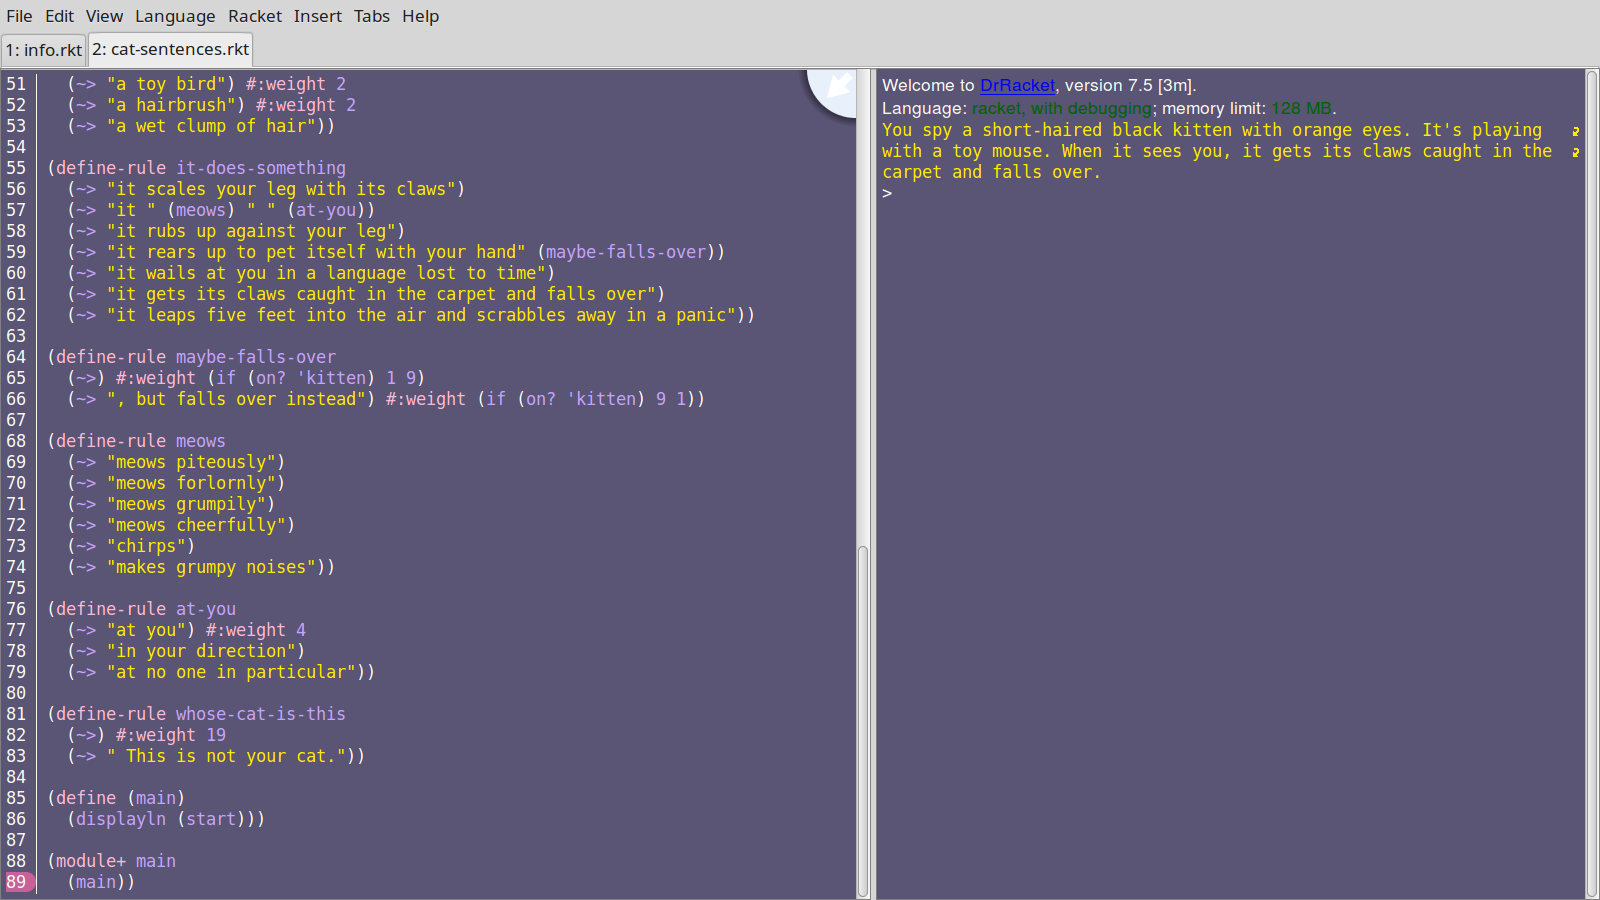 File Edit View Language Racket Insert Tabs Help
1: info.rkt 2: cat-sentences.rkt
51   (~> "a toy bird") #:weight 2
52   (~> "a hairbrush") #:weight 2
53   (~> "a wet clump of hair"))
54
55 (define-rule it-does-something
56   (~> "it scales your leg with its claws")
57   (~> "it " (meows) " " (at-you))
58   (~> "it rubs up against your leg")
59   (~> "it rears up to pet itself with your hand" (maybe-falls-over))
60   (~> "it wails at you in a language lost to time")
61   (~> "it gets its claws caught in the carpet and falls over")
62   (~> "it leaps five feet into the air and scrabbles away in a panic"))
63
64 (define-rule maybe-falls-over
65   (~>) #:weight (if (on? 'kitten) 1 9)
66   (~> ", but falls over instead") #:weight (if (on? 'kitten) 9 1))
67
68 (define-rule meows
69   (~> "meows piteously")
70   (~> "meows forlornly")
71   (~> "meows grumpily")
72   (~> "meows cheerfully")
73   (~> "chirps")
74   (~> "makes grumpy noises"))
75
76 (define-rule at-you
77   (~> "at you") #:weight 4
78   (~> "in your direction")
79   (~> "at no one in particular"))
80
81 (define-rule whose-cat-is-this
82   (~>) #:weight 19
83   (~> " This is not your cat."))
84
85 (define (main)
86   (displayln (start)))
87
88 (module+ main
89   (main))
Welcome to DrRacket, version 7.5 [3m].
Language: racket, with debugging; memory limit: 128 MB.
You spy a short-haired black kitten with orange eyes. It's playing
with a toy mouse. When it sees you, it gets its claws caught in the
carpet and falls over.
>